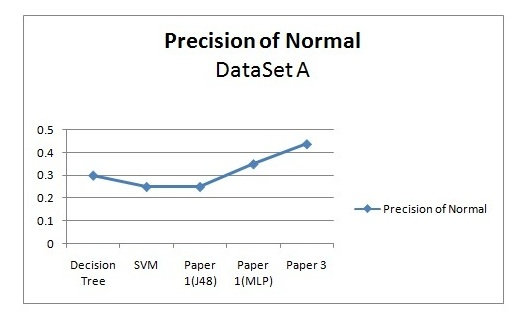 Precision of Normal
DataSet A
0.5
0.4
0.3
0.2
0.1
0
Decision Tree
SVM
Paper 1(J48)
Paper 1(MLP)
Paper 3
Precision of Normal